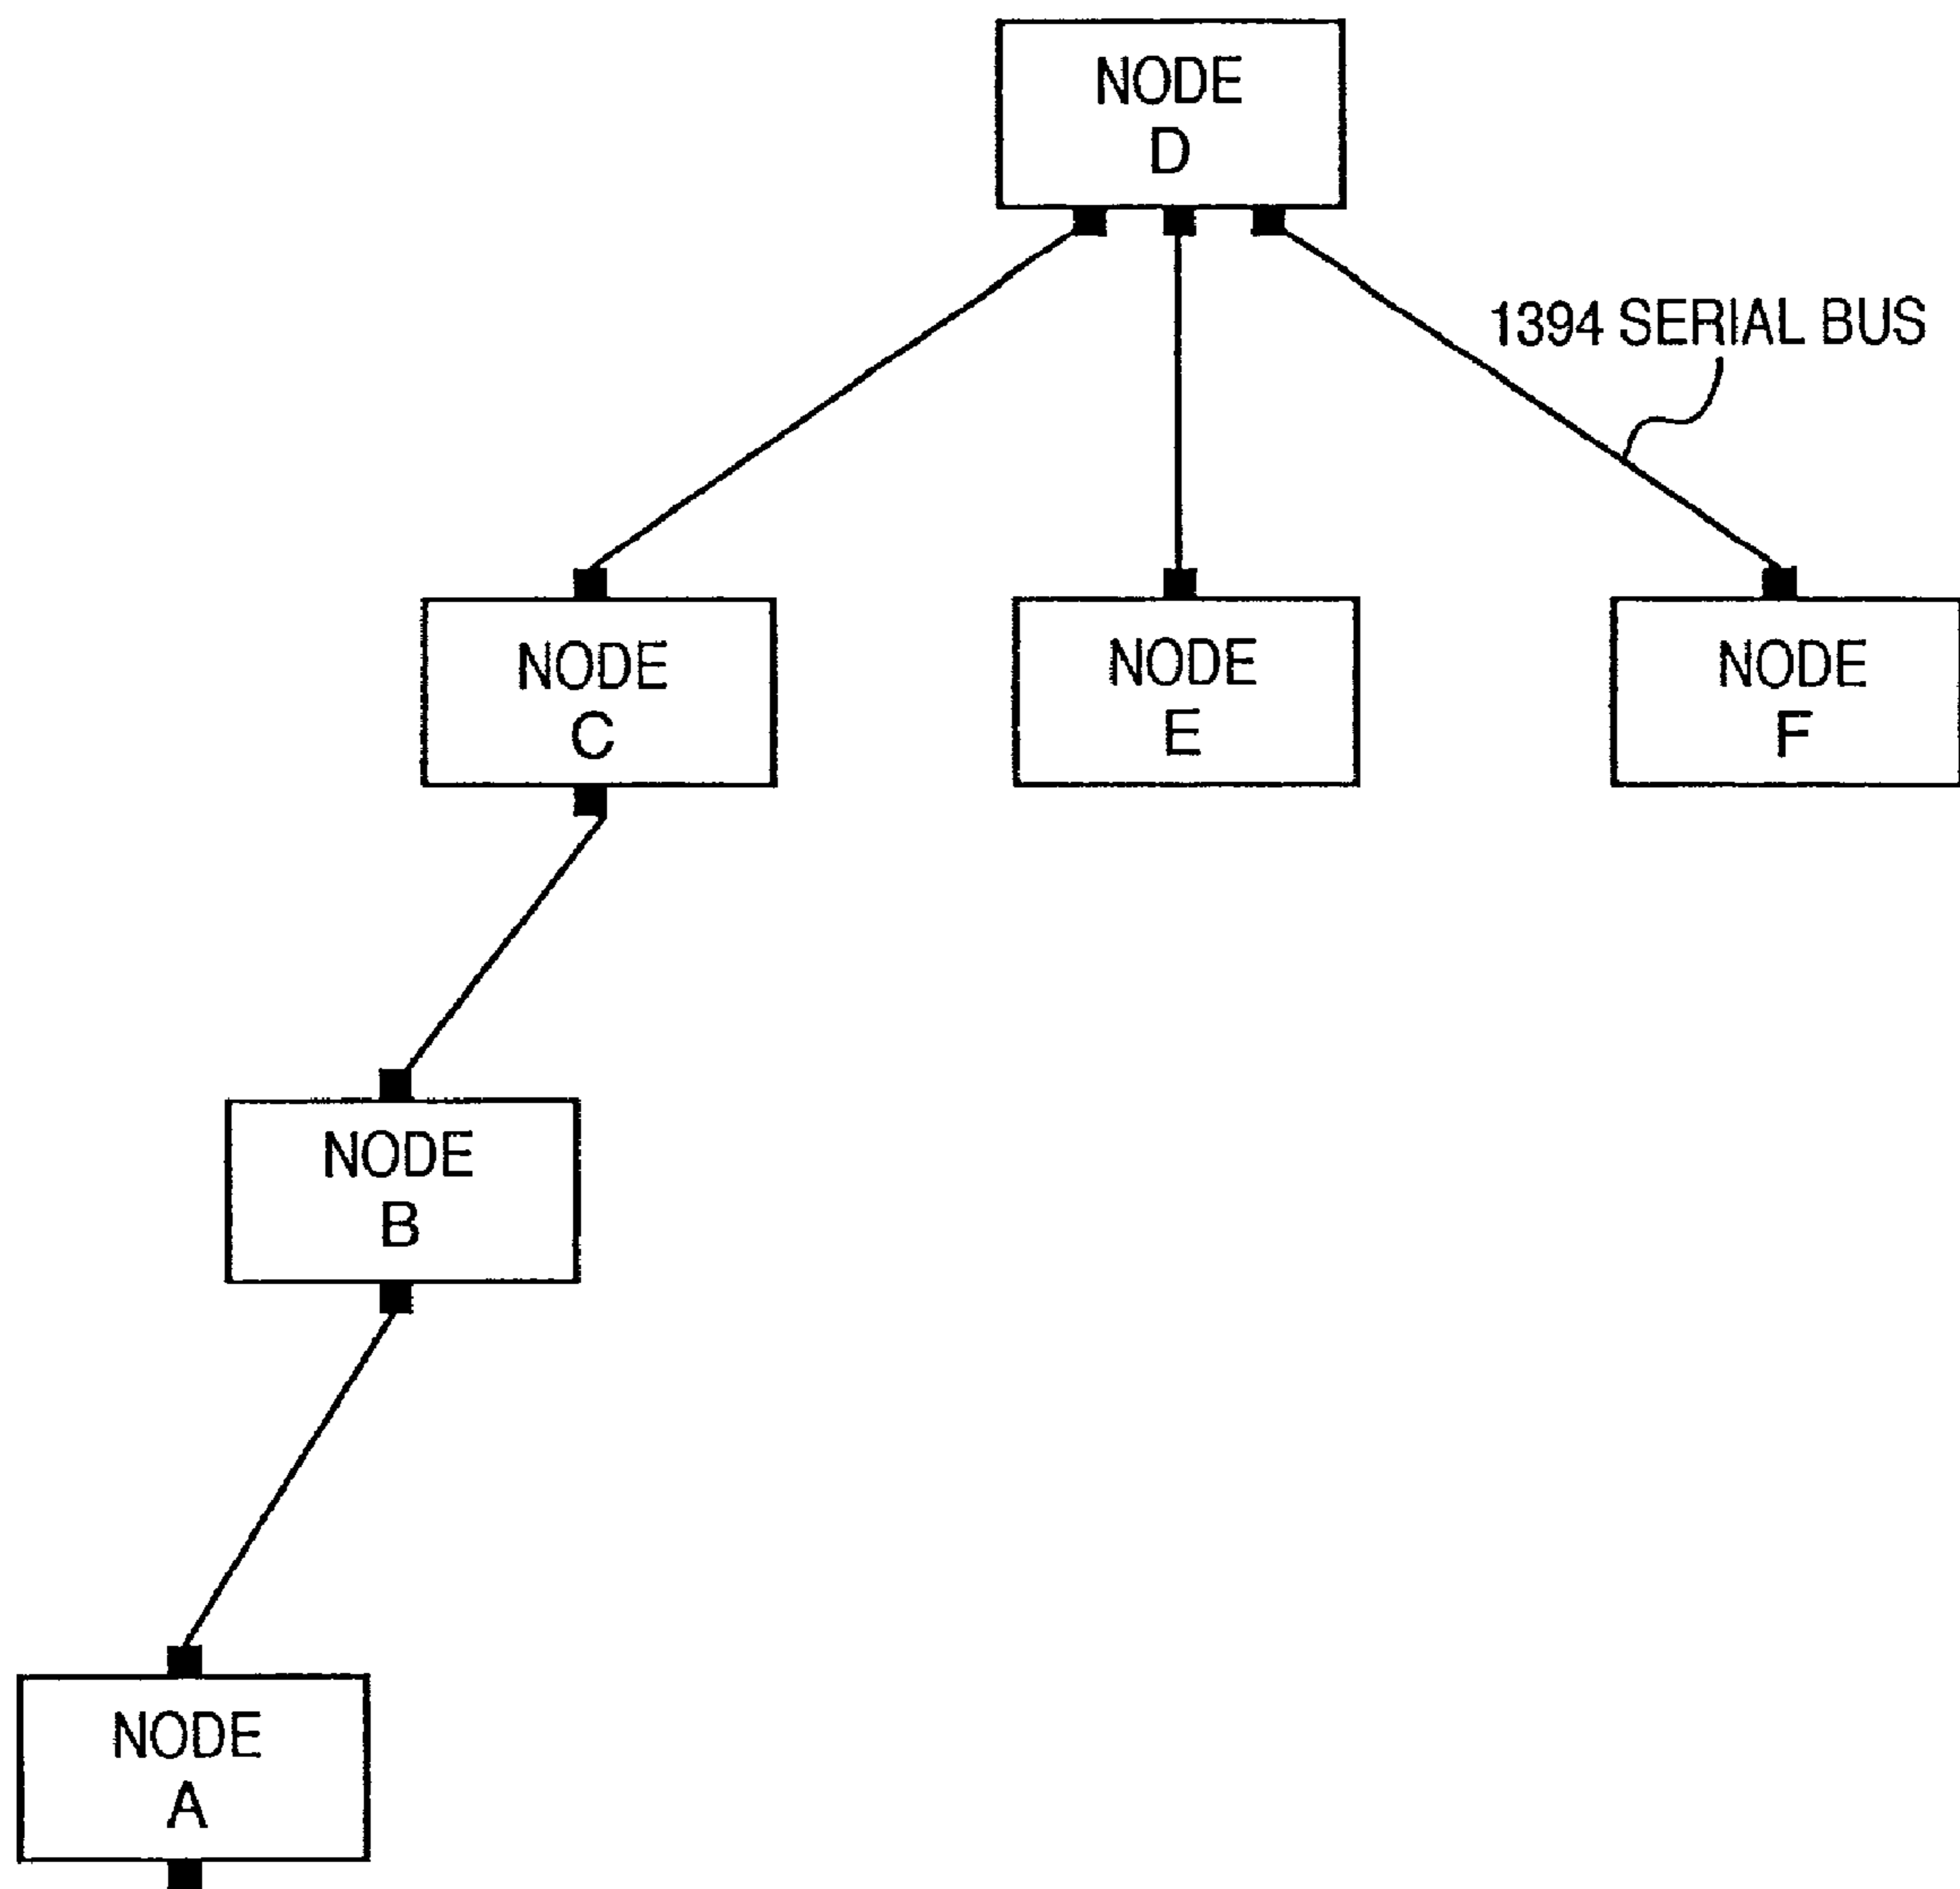 NODE
D
1394 SERIAL BUS
NODE
C
NODE
E
NODE
F
NODE
B
NODE
A